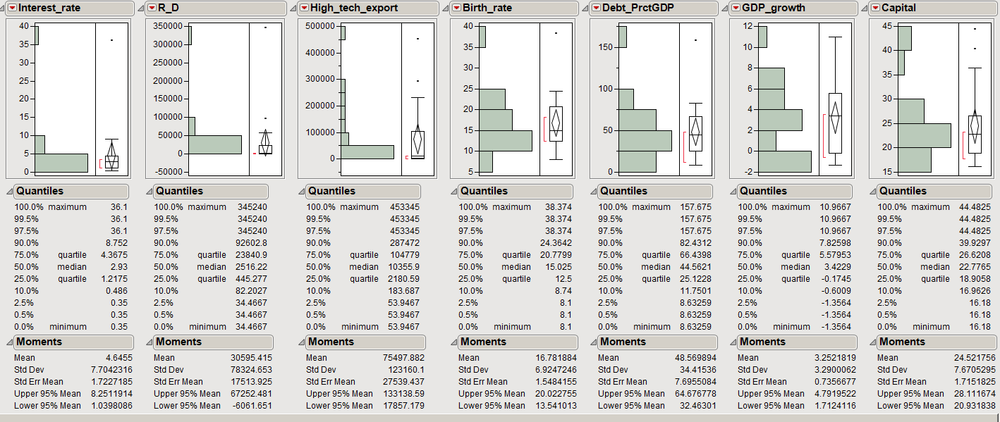 Interest_rate R_D High_tech_export Birth_rate Debt_PrctGDP GDP_growth Capital
40 350000 500000 40 12 45
35 300000 400000 35 150 10 40
30 250000 300000 30 8 35
25 200000 200000 25 100 6 30
20 150000 100000 20 50 4 25
15 100000 0 15 0 2 20
10 50000 10 0 15
5 0 5 -2
0 -50000
Quantiles Quantiles Quantiles Quantiles Quantiles Quantiles Quantiles
100.0% maximum 36.1 100.0% maximum 345240 100.0% maximum 453345 100.0% maximum 38.374 100.0% maximum 157.675 100.0% maximum 10.9667 100.0% maximum 44.4825
99.5% 36.1 99.5% 345240 99.5% 453345 99.5% 38.374 99.5% 157.675 99.5% 10.9667 99.5% 44.4825
97.5% 36.1 97.5% 345240 97.5% 453345 97.5% 38.374 97.5% 157.675 97.5% 10.9667 97.5% 44.4825
90.0% 8.752 90.0% 92602.8 90.0% 287472 90.0% 24.3642 90.0% 82.4312 90.0% 7.82598 90.0% 39.9297
75.0% quartile 4.3675 75.0% quartile 23840.9 75.0% quartile 104779 75.0% quartile 20.7799 75.0% quartile 66.4398 75.0% quartile 5.57953 75.0% quartile 26.6208
50.0% median 2.93 50.0% median 2516.22 50.0% median 10355.9 50.0% median 15.025 50.0% median 44.5621 50.0% median 3.4229 50.0% median 22.7765
25.0% quartile 1.2175 25.0% quartile 445.277 25.0% quartile 2180.59 25.0% quartile 12.5 25.0% quartile 25.1228 25.0% quartile -0.1745 25.0% quartile 18.9058
10.0% 0.486 10.0% 82.2027 10.0% 183.687 10.0% 8.74 10.0% 11.7501 10.0% -0.6009 10.0% 16.9626
2.5% 0.35 2.5% 34.4667 2.5% 53.9467 2.5% 8.1 2.5% 8.63259 2.5% -1.3564 2.5% 16.18
0.5% 0.35 0.5% 34.4667 0.5% 53.9467 0.5% 8.1 0.5% 8.63259 0.5% -1.3564 0.5% 16.18
0.0% minimum 0.35 0.0% minimum 34.4667 0.0% minimum 53.9467 0.0% minimum 8.1 0.0% minimum 8.63259 0.0% minimum -1.3564 0.0% minimum 16.18
Moments Moments Moments Moments Moments Moments Moments
Mean 4.6455 Mean 30595.415 Mean 75497.882 Mean 16.781884 Mean 48.569894 Mean 3.2521819 Mean 24.521756
Std Dev 7.7042316 Std Dev 78324.653 Std Dev 123160.1 Std Dev 6.9247246 Std Dev 34.41536 Std Dev 3.2900062 Std Dev 7.6705295
Std Err Mean 1.7227185 Std Err Mean 17513.925 Std Err Mean 27539.437 Std Err Mean 1.5484155 Std Err Mean 7.6955084 Std Err Mean 0.7356677 Std Err Mean 1.7151825
Upper 95% Mean 8.2511914 Upper 95% Mean 67252.481 Upper 95% Mean 133138.59 Upper 95% Mean 20.022755 Upper 95% Mean 64.676778 Upper 95% Mean 4.7919522 Upper 95% Mean 28.111674
Lower 95% Mean 1.0398086 Lower 95% Mean -6061.651 Lower 95% Mean 17857.179 Lower 95% Mean 13.541013 Lower 95% Mean 32.46301 Lower 95% Mean 1.7124116 Lower 95% Mean 20.931838